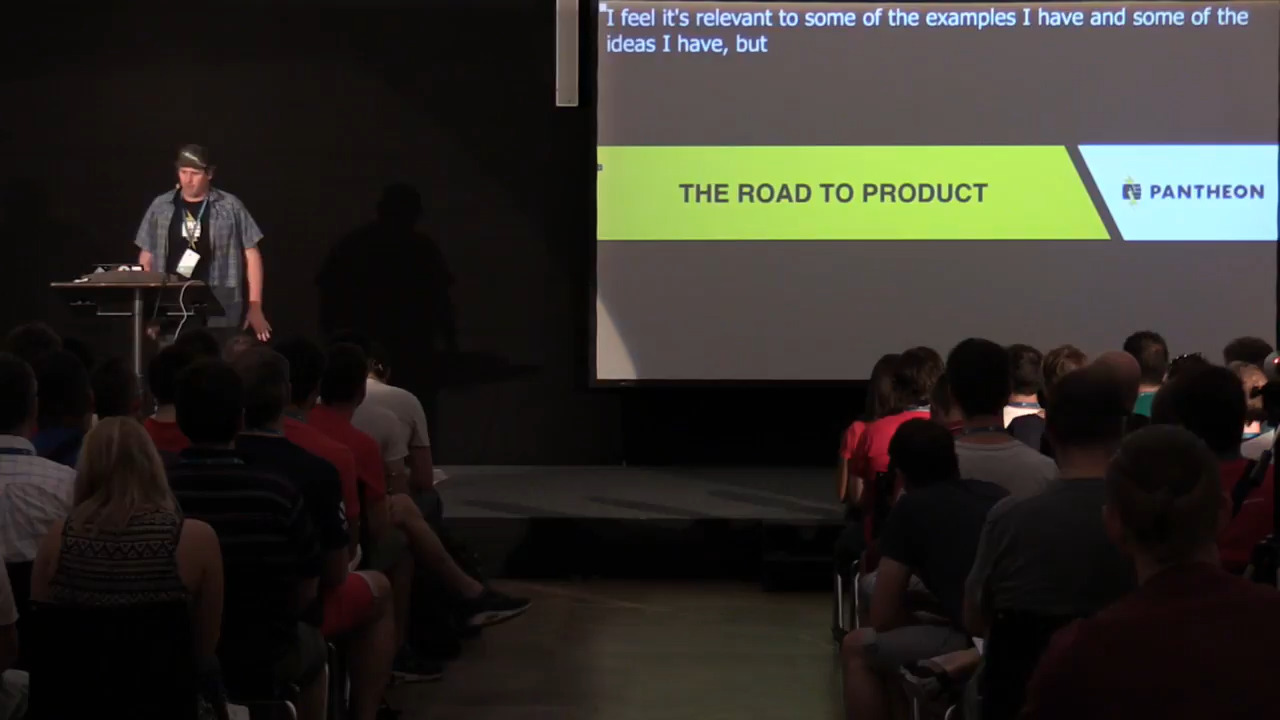 I feel it's relevant to some of the examples I have and some of the
ideas I have, but
THE ROAD TO PRODUCT
PANTHEON